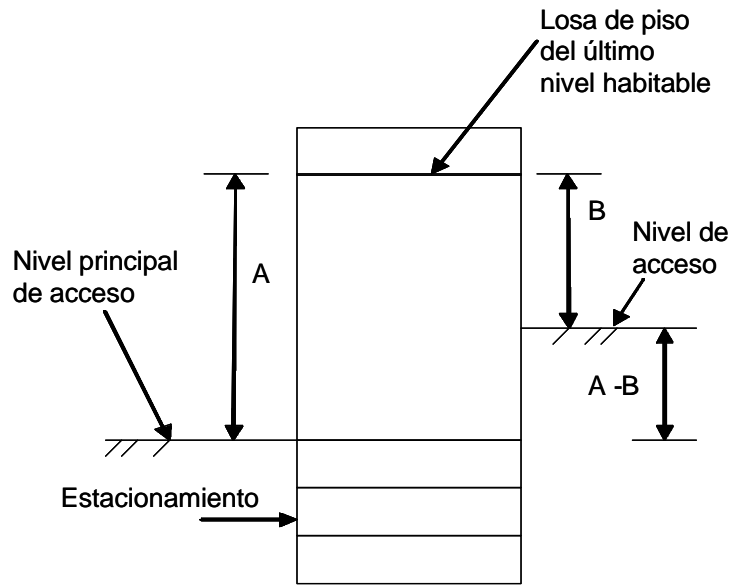 Losa de piso
del último
nivel habitable
B
Nivel de
acceso
Nivel principal
de acceso
A
A -B
Estacionamiento